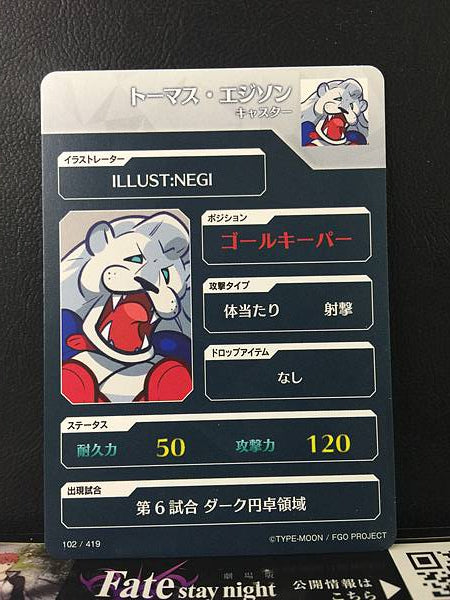 トーマス・エジソン
キャスター
イラストレーター
ILLUST:NEGI
ポジション
ゴールキーパー
攻撃タイプ
体当たり 射撃
ドロップアイテム
なし
ステータス
耐久力 50 攻撃力 120
出現試合
第6試合 ダーク円卓領域
102 / 419
©TYPE-MOON / FGO PROJECT
劇場版
Fate stay night
公開情報は
こちら